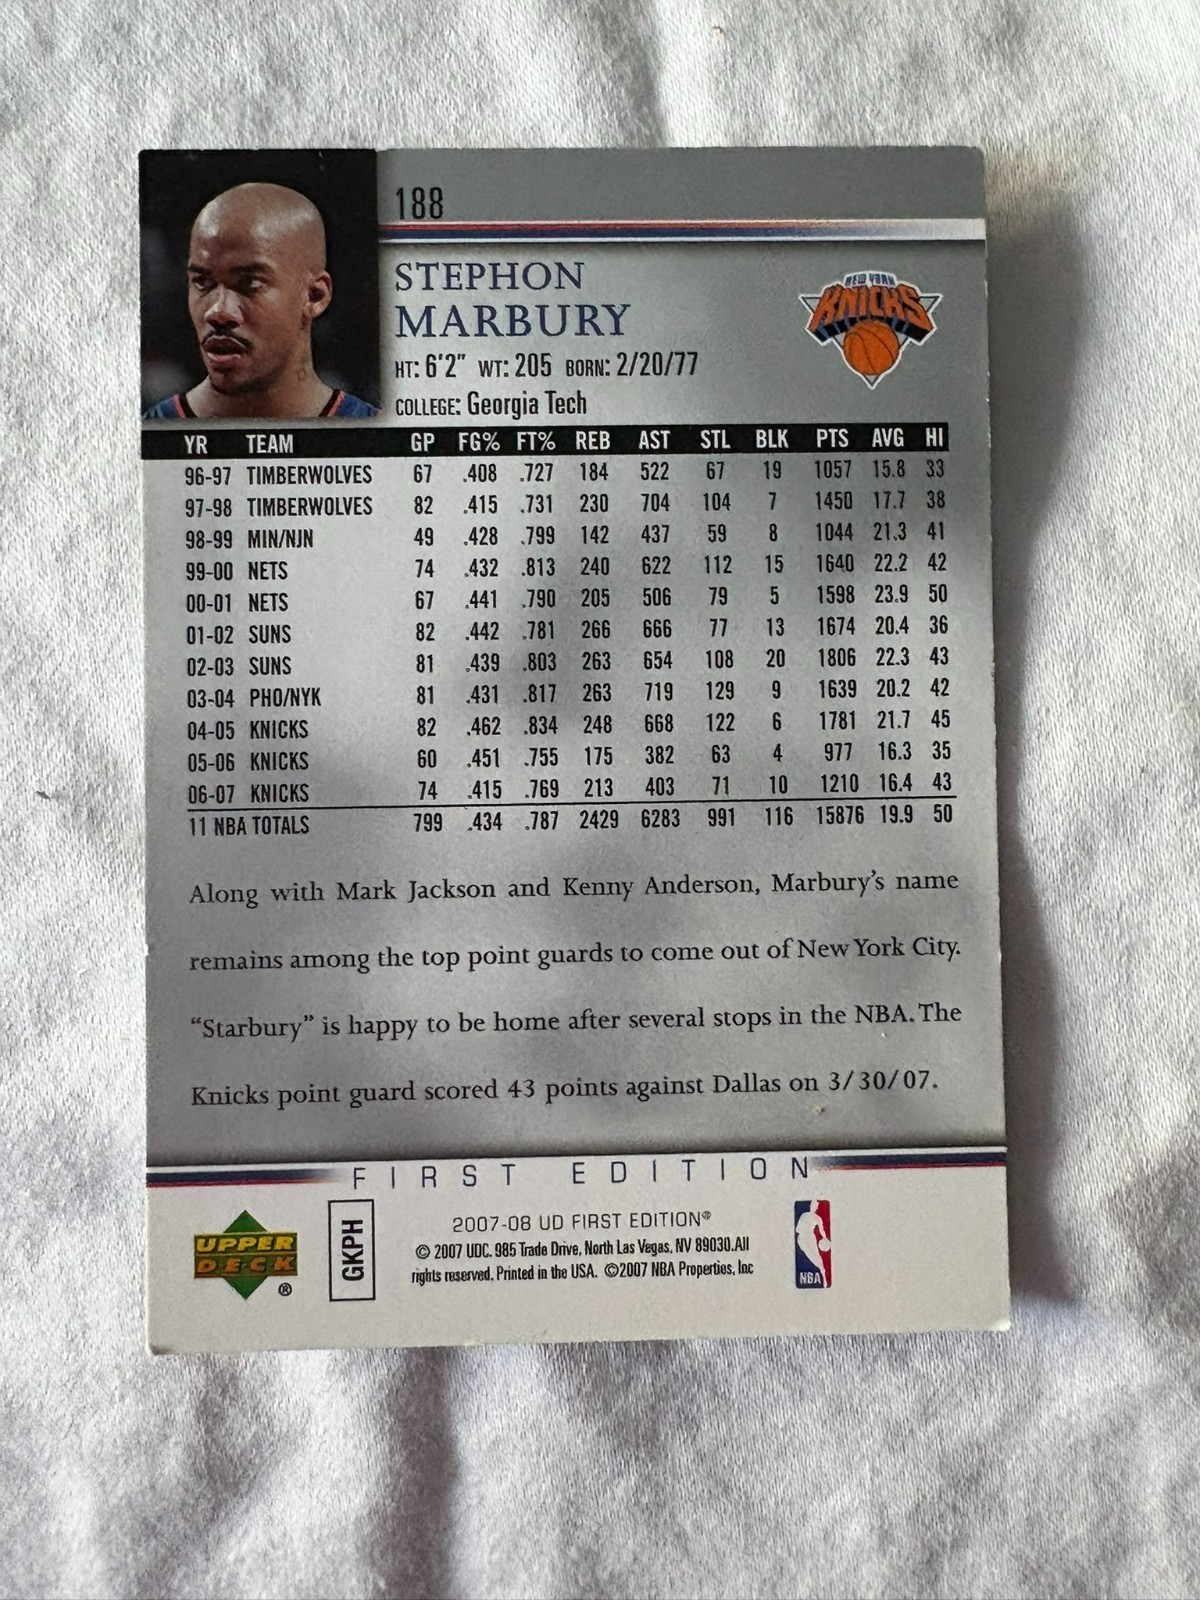 188
STEPHON
MARBURY
NEW YORK
KNICKS
HT: 6'2" WT: 205 BORN: 2/20/77
COLLEGE: Georgia Tech
YR TEAM GP FG% FT% REB AST STL BLK PTS AVG HI
96-97 TIMBERWOLVES 67 .408 .727 184 522 67 19 1057 15.8 33
97-98 TIMBERWOLVES 82 .415 .731 230 704 104 7 1450 17.7 38
98-99 MIN/NJN 49 .428 .799 142 437 59 8 1044 21.3 41
99-00 NETS 74 .432 .813 240 622 112 15 1640 22.2 42
00-01 NETS 67 .441 .790 205 506 79 5 1598 23.9 50
01-02 SUNS 82 .442 .781 266 666 77 13 1674 20.4 36
02-03 SUNS 81 .439 .803 263 654 108 20 1806 22.3 43
03-04 PHO/NYK 81 .431 .817 263 719 129 9 1639 20.2 42
04-05 KNICKS 82 .462 .834 248 668 122 6 1781 21.7 45
05-06 KNICKS 60 .451 .755 175 382 63 4 977 16.3 35
06-07 KNICKS 74 .415 .769 213 403 71 10 1210 16.4 43
11 NBA TOTALS 799 .434 .787 2429 6283 991 116 15876 19.9 50
Along with Mark Jackson and Kenny Anderson, Marbury's name
remains among the top point guards to come out of New York City.
"Starbury" is happy to be home after several stops in the NBA. The
Knicks point guard scored 43 points against Dallas on 3/30/07.
FIRST EDITION
UPPER
DECK
®
GKPH
2007-08 UD FIRST EDITION®
© 2007 UDC. 985 Trade Drive, North Las Vegas, NV 89030. All
rights reserved. Printed in the USA. ©2007 NBA Properties, Inc
NBA